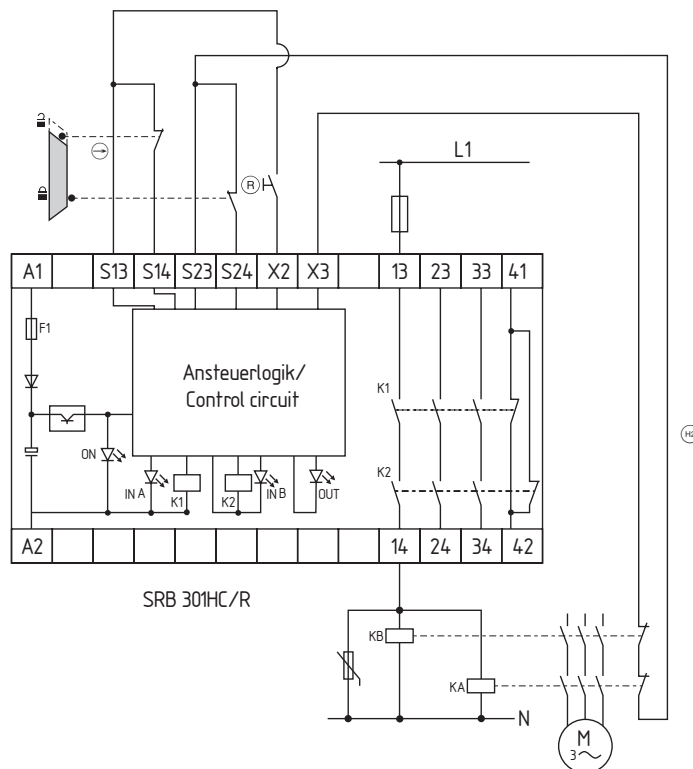 L1
R
A1 S13 S14 S23 S24 X2 X3 13 23 33 41
F1
Ansteuerlogik/
Control circuit
K1
H2
ON
IN A
K1
K2
IN B
OUT
K2
A2 14 24 34 42
SRB 301HC/R
KB
KA
N
M
3